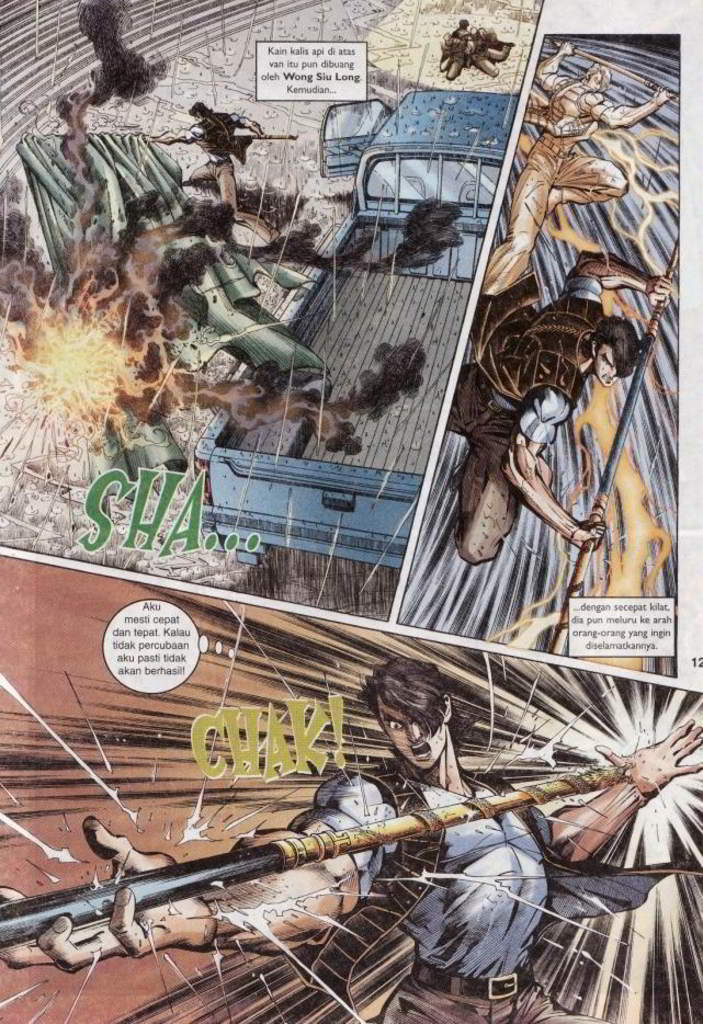 Kain kalis api di atas
van itu pun dibuang
oleh Wong Siu Long.
Kemudian...
SHA...
...dengan secepat kilat,
dia pun meluru ke arah
orang-orang yang ingin
diselamatkannya.
12
Aku
mesti cepat
dan tepat. Kalau
tidak percubaan
aku pasti tidak
akan berhasil!
CHAK!